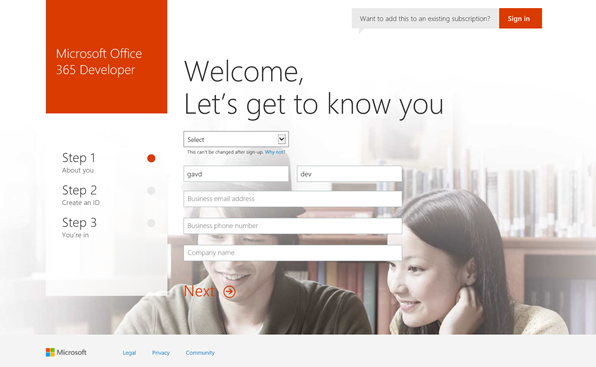 Want to add this to an existing subscription? Sign in
Microsoft Office
365 Developer
Welcome,
Let's get to know you
Select
This can't be changed after sign-up. Why not?
Step 1
About you
Step 2
Create an ID
Step 3
You're in
gavd dev
Business email address
Business phone number
Company name
Next
Microsoft Legal Privacy Community